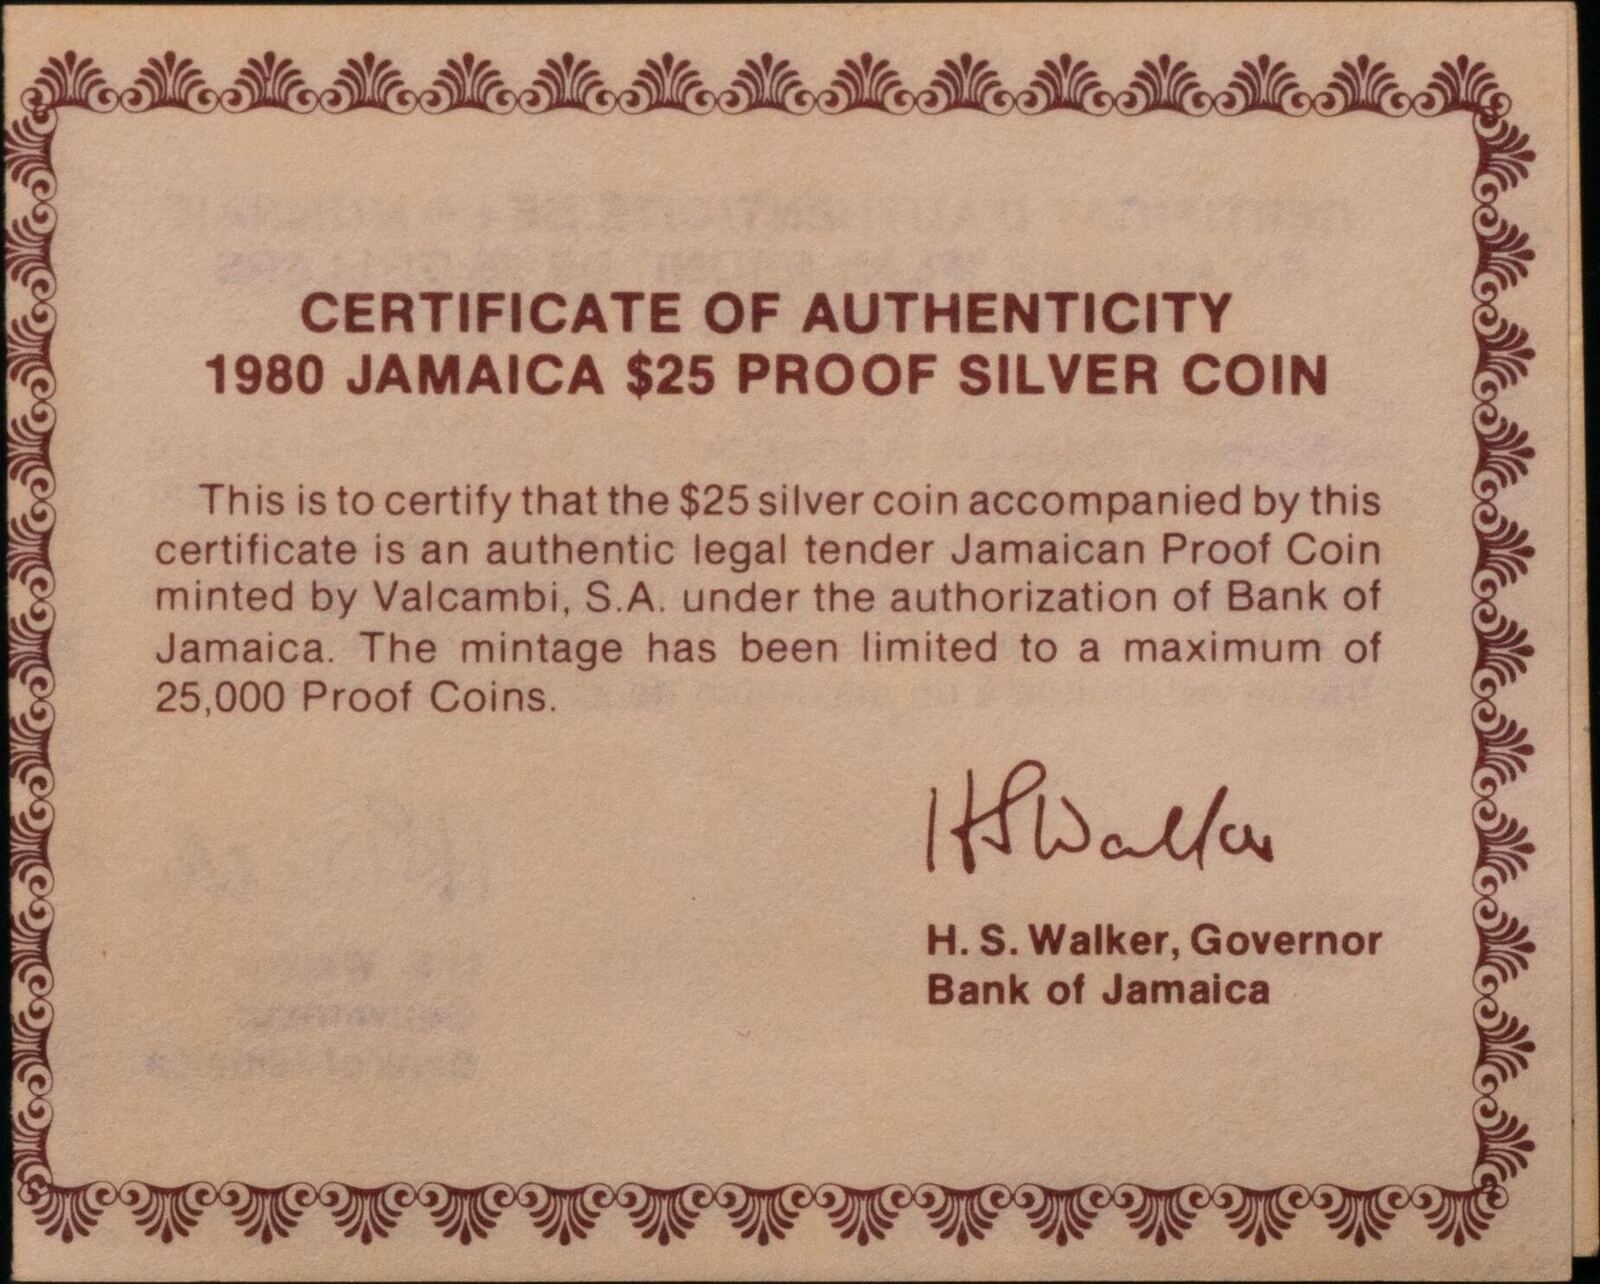 CERTIFICATE OF AUTHENTICITY
1980 JAMAICA $25 PROOF SILVER COIN
This is to certify that the $25 silver coin accompanied by this
certificate is an authentic legal tender Jamaican Proof Coin
minted by Valcambi, S.A. under the authorization of Bank of
Jamaica. The mintage has been limited to a maximum of
25,000 Proof Coins.
HS Walker
H. S. Walker, Governor
Bank of Jamaica